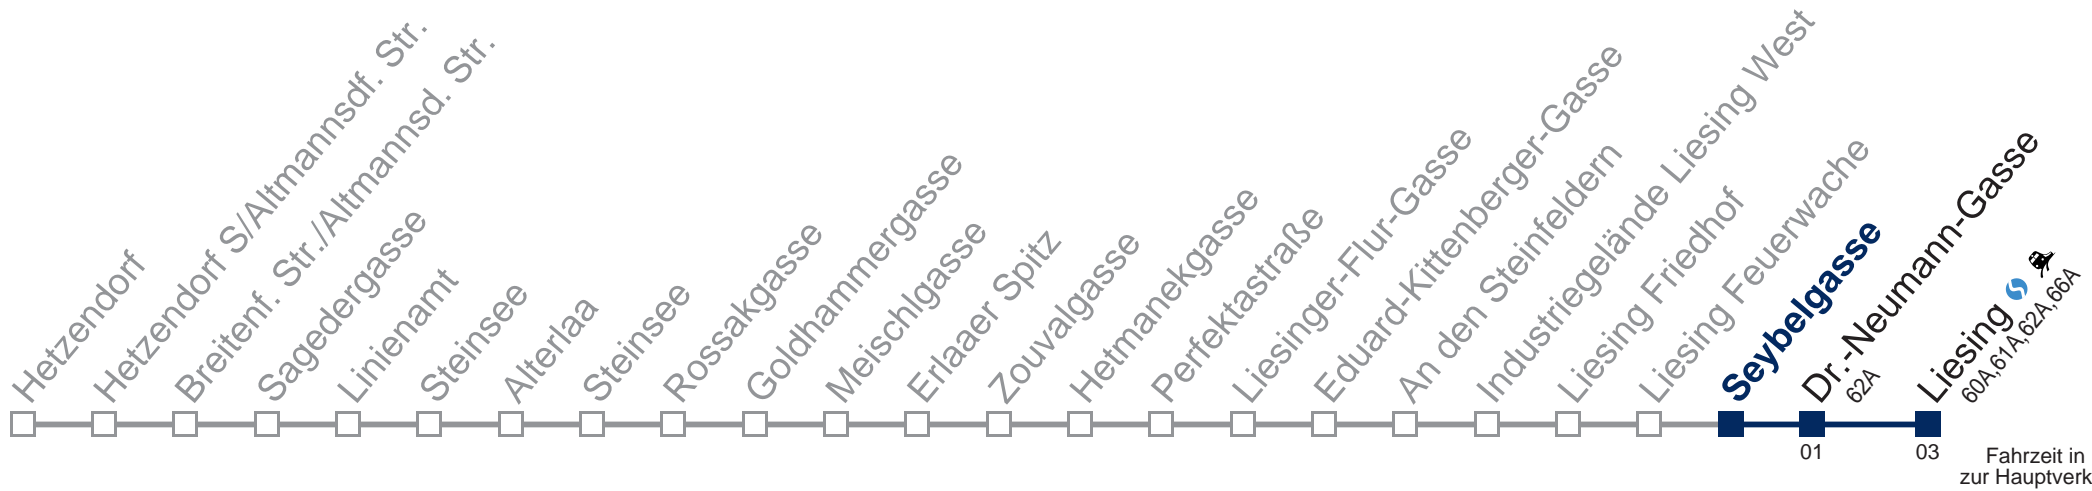 Hetzendorf
Hetzendorf S/Altmannsdf. Str.
Breitenf. Str./Altmannsd. Str.
Sagedergasse
Linienamt
Steinsee
Alterlaa
Steinsee
Rossakgasse
Goldhammergasse
Meischlgasse
Erlaaer Spitz
Zouvalgasse
Hetmanekgasse
Perfektastraße
Liesinger-Flur-Gasse
Eduard-Kittenberger-Gasse
An den Steinfeldern
Industriegelände Liesing West
Liesing Friedhof
Liesing Feuerwache
Seybelgasse
Dr.-Neumann-Gasse
62A
Liesing
60A,61A,62A,66A
01
03
Fahrzeit in
zur Hauptverk